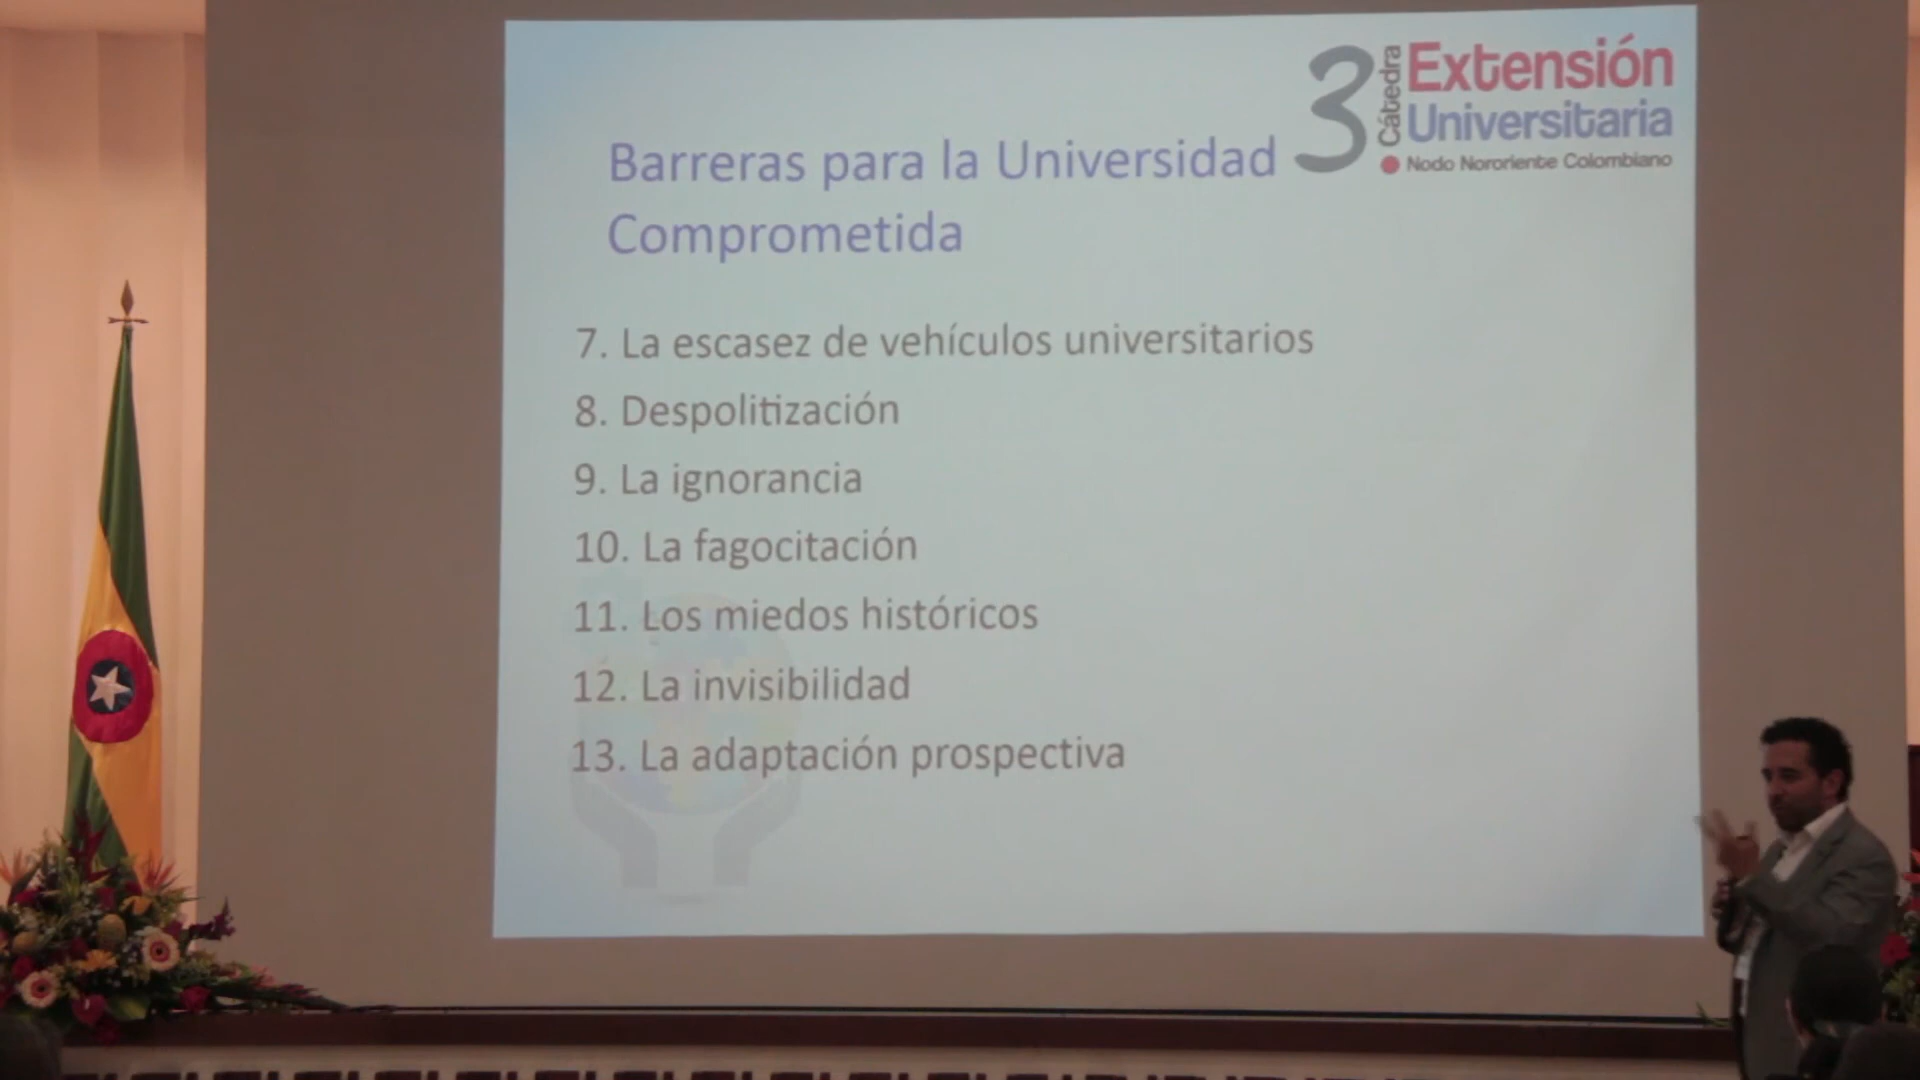 3 Cátedra
Extensión
Universitaria
Nodo Nororiente Colombiano
Barreras para la Universidad
Comprometida
7. La escasez de vehículos universitarios
8. Despolitización
9. La ignorancia
10. La fagocitación
11. Los miedos históricos
12. La invisibilidad
13. La adaptación prospectiva